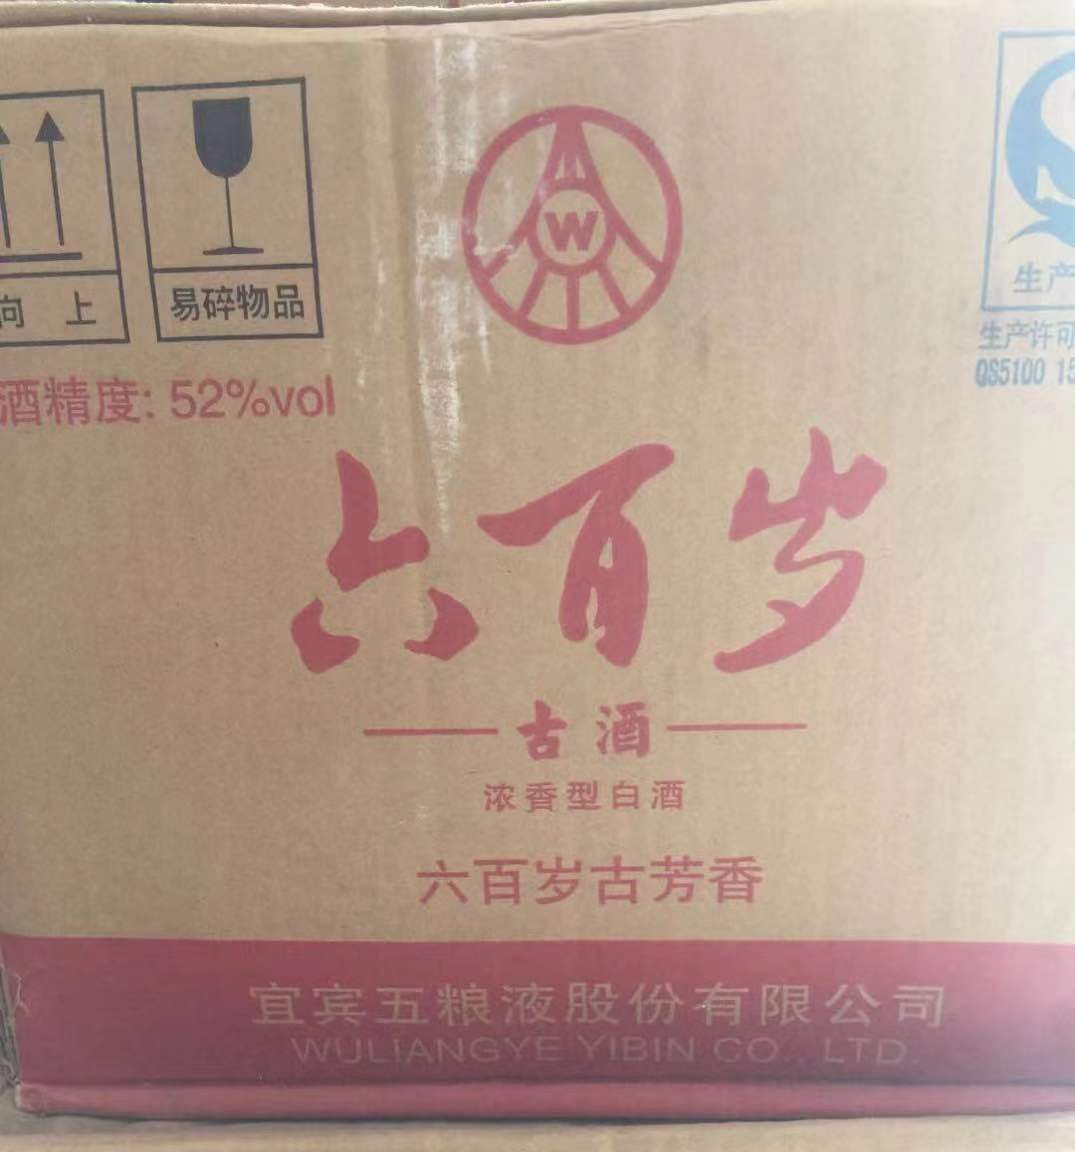 向 上
易碎物品
酒精度: 52%vol
W
生产
生产许可
QS5100 15
六百岁
古酒
浓香型白酒
六百岁古芳香
宜宾五粮液股份有限公司
WULIANGYE YIBIN CO., LTD.